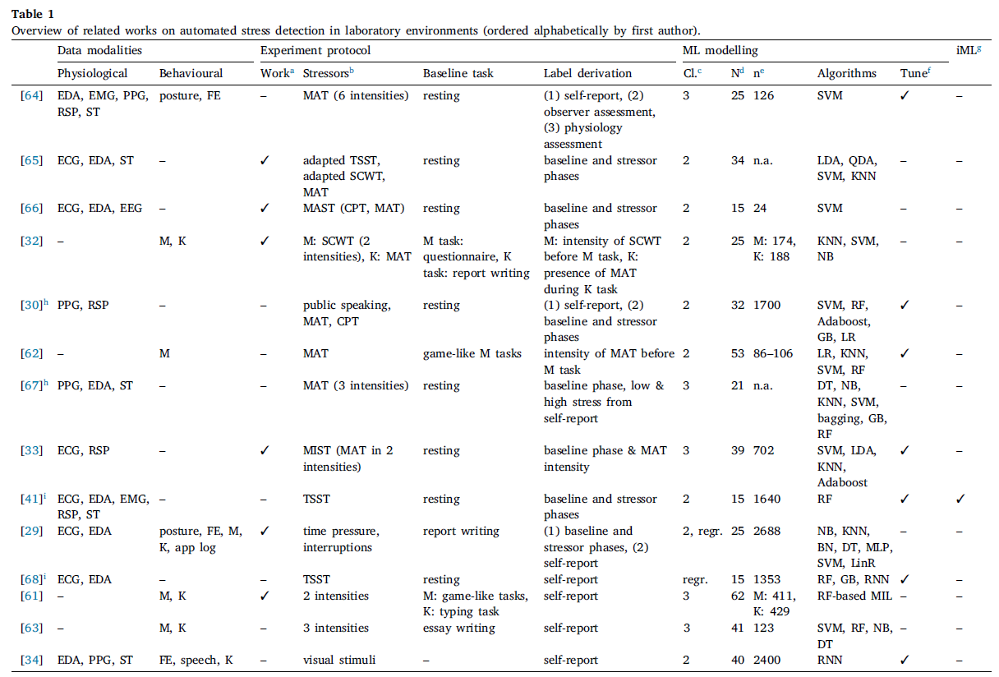 Table 1
Overview of related works on automated stress detection in laboratory environments (ordered alphabetically by first author).
Data modalities Experiment protocol ML modelling iMLg
Physiological Behavioural Worka Stressorsb Baseline task Label derivation Cl.c Nd ne Algorithms Tunef
[64] EDA, EMG, PPG, posture, FE – MAT (6 intensities) resting (1) self-report, (2) 3 25 126 SVM ✓ –
RSP, ST observer assessment,
(3) physiology
assessment
[65] ECG, EDA, ST – ✓ adapted TSST, resting baseline and stressor 2 34 n.a. LDA, QDA, – –
adapted SCWT, phases SVM, KNN
MAT
[66] ECG, EDA, EEG – ✓ MAST (CPT, MAT) resting baseline and stressor 2 15 24 SVM – –
phases
[32] – M, K ✓ M: SCWT (2 M task: M: intensity of SCWT 2 25 M: 174, KNN, SVM, – –
intensities), K: MAT questionnaire, K before M task, K: K: 188 NB
task: report writing presence of MAT
during K task
[30]h PPG, RSP – – public speaking, resting (1) self-report, (2) 2 32 1700 SVM, RF, ✓ –
MAT, CPT baseline and stressor Adaboost,
phases GB, LR
[62] – M – MAT game-like M tasks intensity of MAT before 2 53 86–106 LR, KNN, ✓ –
M task SVM, RF
[67]h PPG, EDA, ST – – MAT (3 intensities) resting baseline phase, low & 3 21 n.a. DT, NB, – –
high stress from KNN, SVM,
self-report bagging, GB,
RF
[33] ECG, RSP – ✓ MIST (MAT in 2 resting baseline phase & MAT 3 39 702 SVM, LDA, ✓ –
intensities) intensity KNN,
Adaboost
[41]i ECG, EDA, EMG, – – TSST resting baseline and stressor 2 15 1640 RF ✓ ✓
RSP, ST phases
[29] ECG, EDA posture, FE, M, ✓ time pressure, report writing (1) baseline and 2, regr. 25 2688 NB, KNN, – –
K, app log interruptions stressor phases, (2) BN, DT, MLP,
self-report SVM, LinR
[68]i ECG, EDA – – TSST resting self-report regr. 15 1353 RF, GB, RNN ✓ –
[61] – M, K ✓ 2 intensities M: game-like tasks, self-report 3 62 M: 411, RF-based MIL – –
K: typing task K: 429
[63] – M, K – 3 intensities essay writing self-report 3 41 123 SVM, RF, NB, – –
DT
[34] EDA, PPG, ST FE, speech, K – visual stimuli – self-report 2 40 2400 RNN ✓ –